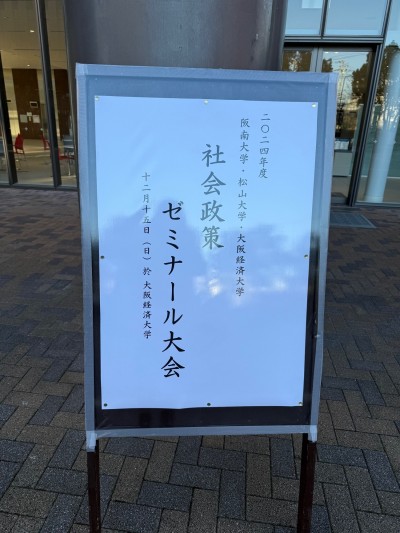 二〇二四年度
阪南大学・松山大学・大阪経済大学
社会政策
ゼミナール大会
十二月十五日（日）於 大阪経済大学